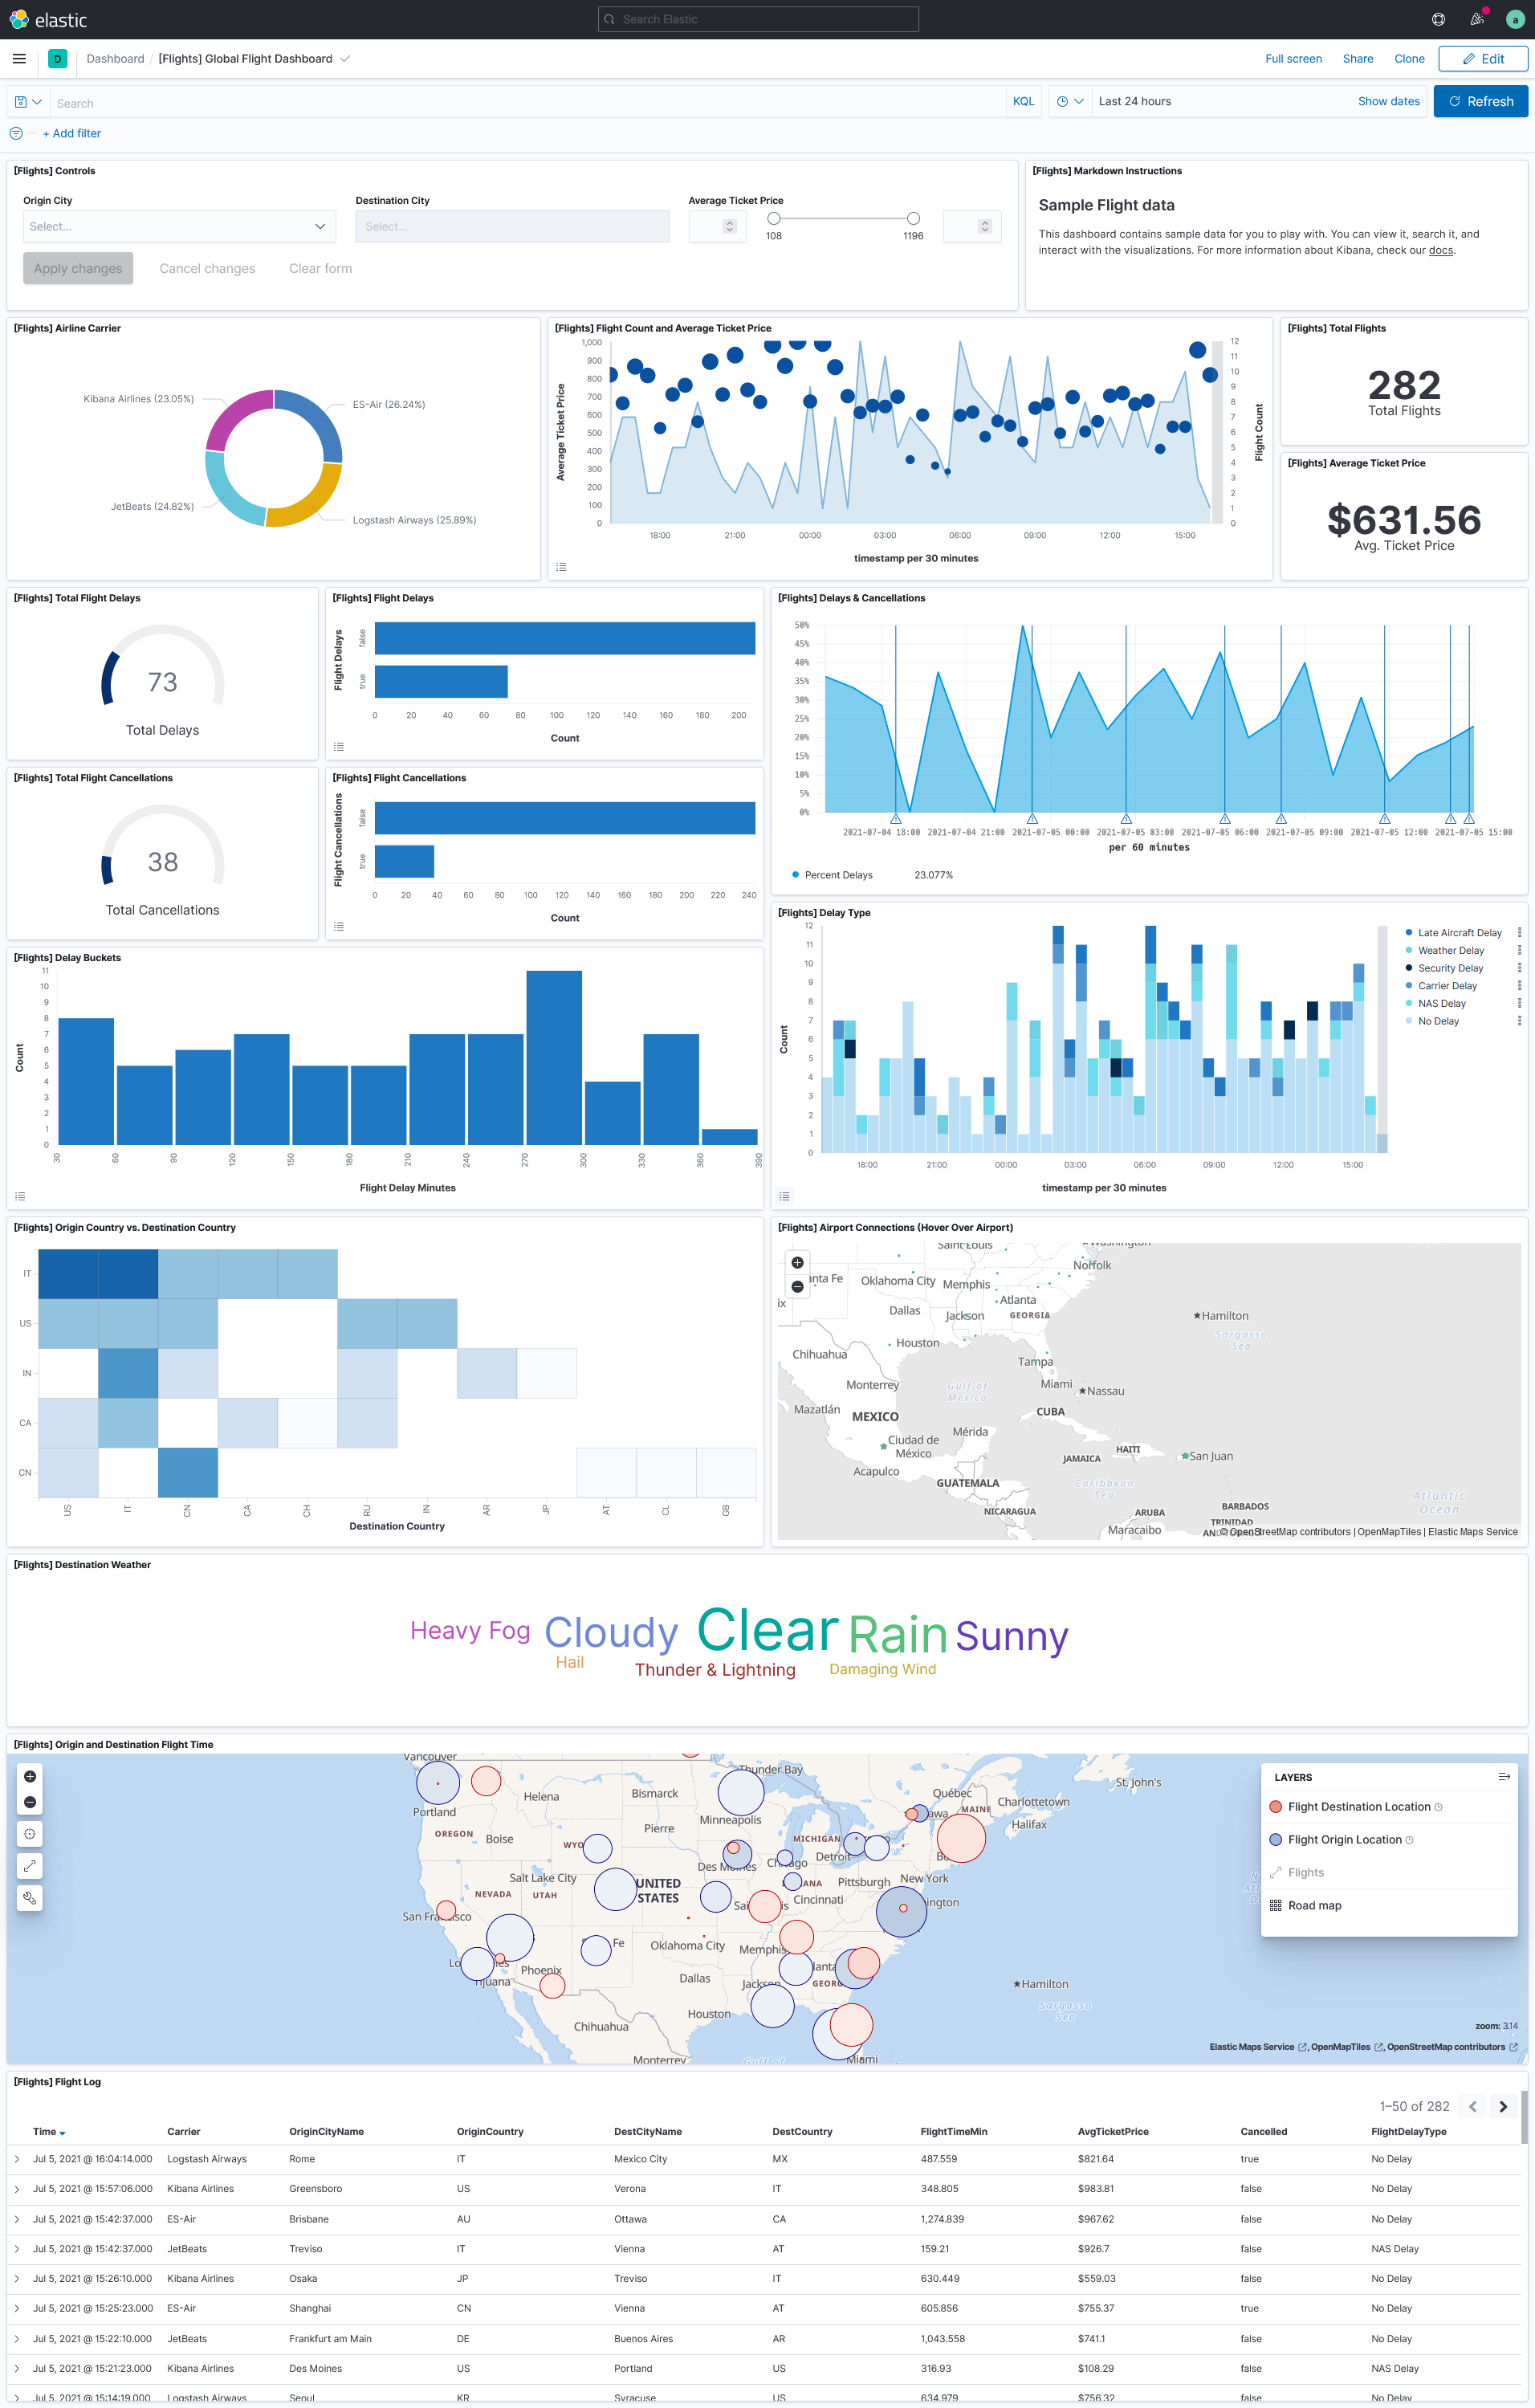 elastic
Search Elastic
a
D
Dashboard / [Flights] Global Flight Dashboard
Full screen
Share
Clone
Edit
Search
KQL
Last 24 hours
Show dates
Refresh
+ Add filter
[Flights] Controls
Origin City
Destination City
Average Ticket Price
Select...
Select...
108
1196
Apply changes
Cancel changes
Clear form
[Flights] Markdown Instructions
Sample Flight data
This dashboard contains sample data for you to play with. You can view it, search it, and
interact with the visualizations. For more information about Kibana, check our docs.
[Flights] Airline Carrier
Kibana Airlines (23.05%)
ES-Air (26.24%)
JetBeats (24.82%)
Logstash Airways (25.89%)
[Flights] Flight Count and Average Ticket Price
Average Ticket Price
1,000
900
800
700
600
500
400
300
200
100
0
12
11
10
9
8
7
6
5
4
3
2
1
0
Flight Count
18:00 21:00 00:00 03:00 06:00 09:00 12:00 15:00
timestamp per 30 minutes
[Flights] Total Flights
282
Total Flights
[Flights] Average Ticket Price
$631.56
Avg. Ticket Price
[Flights] Total Flight Delays
73
Total Delays
[Flights] Flight Delays
Flight Delays
false
true
0 20 40 60 80 100 120 140 160 180 200
Count
[Flights] Delays & Cancellations
50%
45%
40%
35%
30%
25%
20%
15%
10%
5%
0%
2021-07-04 18:00 2021-07-04 21:00 2021-07-05 00:00 2021-07-05 03:00 2021-07-05 06:00 2021-07-05 09:00 2021-07-05 12:00 2021-07-05 15:00
per 60 minutes
Percent Delays 23.077%
[Flights] Total Flight Cancellations
38
Total Cancellations
[Flights] Flight Cancellations
Flight Cancellations
false
true
0 20 40 60 80 100 120 140 160 180 200 220 240
Count
[Flights] Delay Buckets
Count
11
10
9
8
7
6
5
4
3
2
1
0
30 60 90 120 150 180 210 240 270 300 330 360 390
Flight Delay Minutes
[Flights] Delay Type
Count
12
11
10
9
8
7
6
5
4
3
2
1
0
18:00 21:00 00:00 03:00 06:00 09:00 12:00 15:00
timestamp per 30 minutes
Late Aircraft Delay
Weather Delay
Security Delay
Carrier Delay
NAS Delay
No Delay
[Flights] Origin Country vs. Destination Country
IT
US
IN
CA
CN
US IT CN CA CH RU IN AR JP AT CL GB
Destination Country
[Flights] Airport Connections (Hover Over Airport)
Saint Louis
Washington
Norfolk
nta Fe
Oklahoma City
Memphis
ix
Dallas
Jackson
Atlanta
GEORGIA
Hamilton
Sargasso
Sea
Chihuahua
Houston
Tampa
Monterrey
Gulf of
Mexico
Miami
Nassau
Mazatlán
MEXICO
CUBA
Mérida
Ciudad de
México
JAMAICA
HAITI
San Juan
Acapulco
GUATEMALA
Caribbean
Sea
NICARAGUA
ARUBA
BARBADOS
Atlantic
Ocean
Maracaibo
TRINIDAD
© OpenStreetMap contributors | OpenMapTiles | Elastic Maps Service
[Flights] Destination Weather
Heavy Fog Cloudy Clear Rain Sunny
Hail Thunder & Lightning Damaging Wind
[Flights] Origin and Destination Flight Time
Vancouver
Portland
Helena
Bismarck
Thunder Bay
Québec
St. John's
Charlottetown
Halifax
OREGON
Boise
Pierre
Minneapolis
awa
MAINE
WYO
MICHIGAN
Detroit
Salt Lake City
NEVADA
UTAH
UNITED
STATES
Pittsburgh
New York
Cincinnati
ington
Phoenix
Fe
Oklahoma City
Memphis
Dallas
Houston
Chihuahua
Monterrey
Gulf of
Miami
Hamilton
Sargasso
Sea
LAYERS
Flight Destination Location
Flight Origin Location
Flights
Road map
zoom: 3.14
Elastic Maps Service , OpenMapTiles , OpenStreetMap contributors
[Flights] Flight Log
1–50 of 282
Time Carrier OriginCityName OriginCountry DestCityName DestCountry FlightTimeMin AvgTicketPrice Cancelled FlightDelayType
Jul 5, 2021 @ 16:04:14.000 Logstash Airways Rome IT Mexico City MX 487.559 $821.64 true No Delay
Jul 5, 2021 @ 15:57:06.000 Kibana Airlines Greensboro US Verona IT 348.805 $983.81 false No Delay
Jul 5, 2021 @ 15:42:37.000 ES-Air Brisbane AU Ottawa CA 1,274.839 $967.62 false No Delay
Jul 5, 2021 @ 15:42:37.000 JetBeats Treviso IT Vienna AT 159.21 $926.7 false NAS Delay
Jul 5, 2021 @ 15:26:10.000 Kibana Airlines Osaka JP Treviso IT 630.449 $559.03 false No Delay
Jul 5, 2021 @ 15:25:23.000 ES-Air Shanghai CN Vienna AT 605.856 $755.37 true No Delay
Jul 5, 2021 @ 15:22:10.000 JetBeats Frankfurt am Main DE Buenos Aires AR 1,043.558 $741.1 false No Delay
Jul 5, 2021 @ 15:21:23.000 Kibana Airlines Des Moines US Portland US 316.93 $108.29 false NAS Delay
Jul 5, 2021 @ 15:14:19.000 Logstash Airways Seoul KR Syracuse US 634.979 $756.32 false No Delay